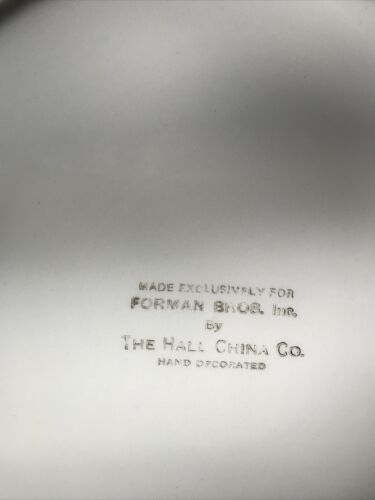 MADE EXCLUSIVELY FOR
FORMAN BROS. Inc.
By
THE HALL CHINA CO.
HAND DECORATED